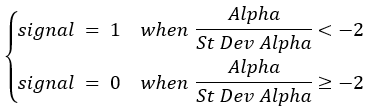 signal = 1 when Alpha / St Dev Alpha < −2
signal = 0 when Alpha / St Dev Alpha ≥ −2